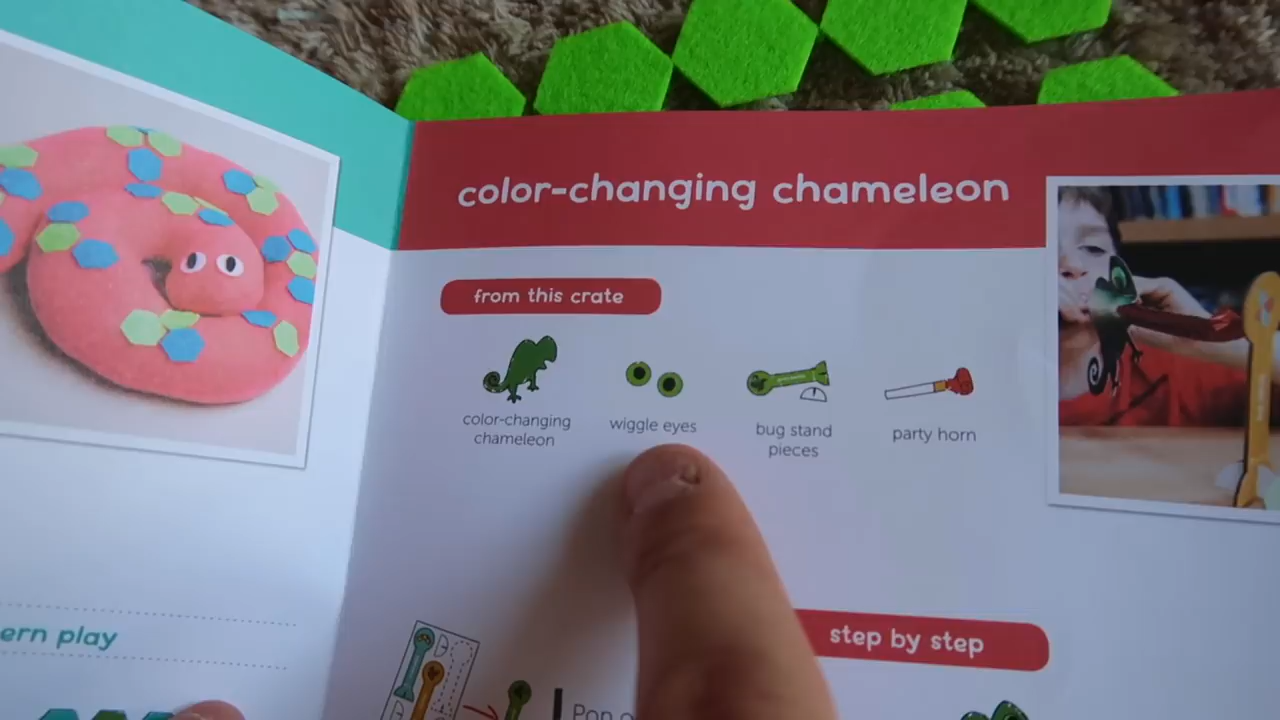 color-changing chameleon
from this crate
color-changing
chameleon
wiggle eyes
bug stand
pieces
party horn
ern play
step by step
Pop